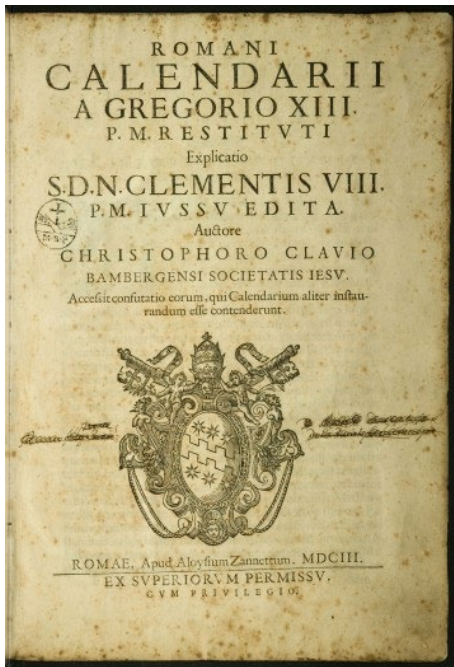 ROMANI
CALENDARII
A GREGORIO XIII.
P. M. RESTITVTI
Explicatio
S. D. N. CLEMENTIS VIII.
P. M. IVSSV EDITA.
Auctore
CHRISTOPHORO CLAVIO
BAMBERGENSI SOCIETATIS IESV.
Accessit confutatio eorum, qui Calendarium aliter instau-
randum esse contenderunt.
ROMAE, Apud Aloysium Zannettum. MDCIII.
EX SVPERIORVM PERMISSV.
CVM PRIVILEGIO.